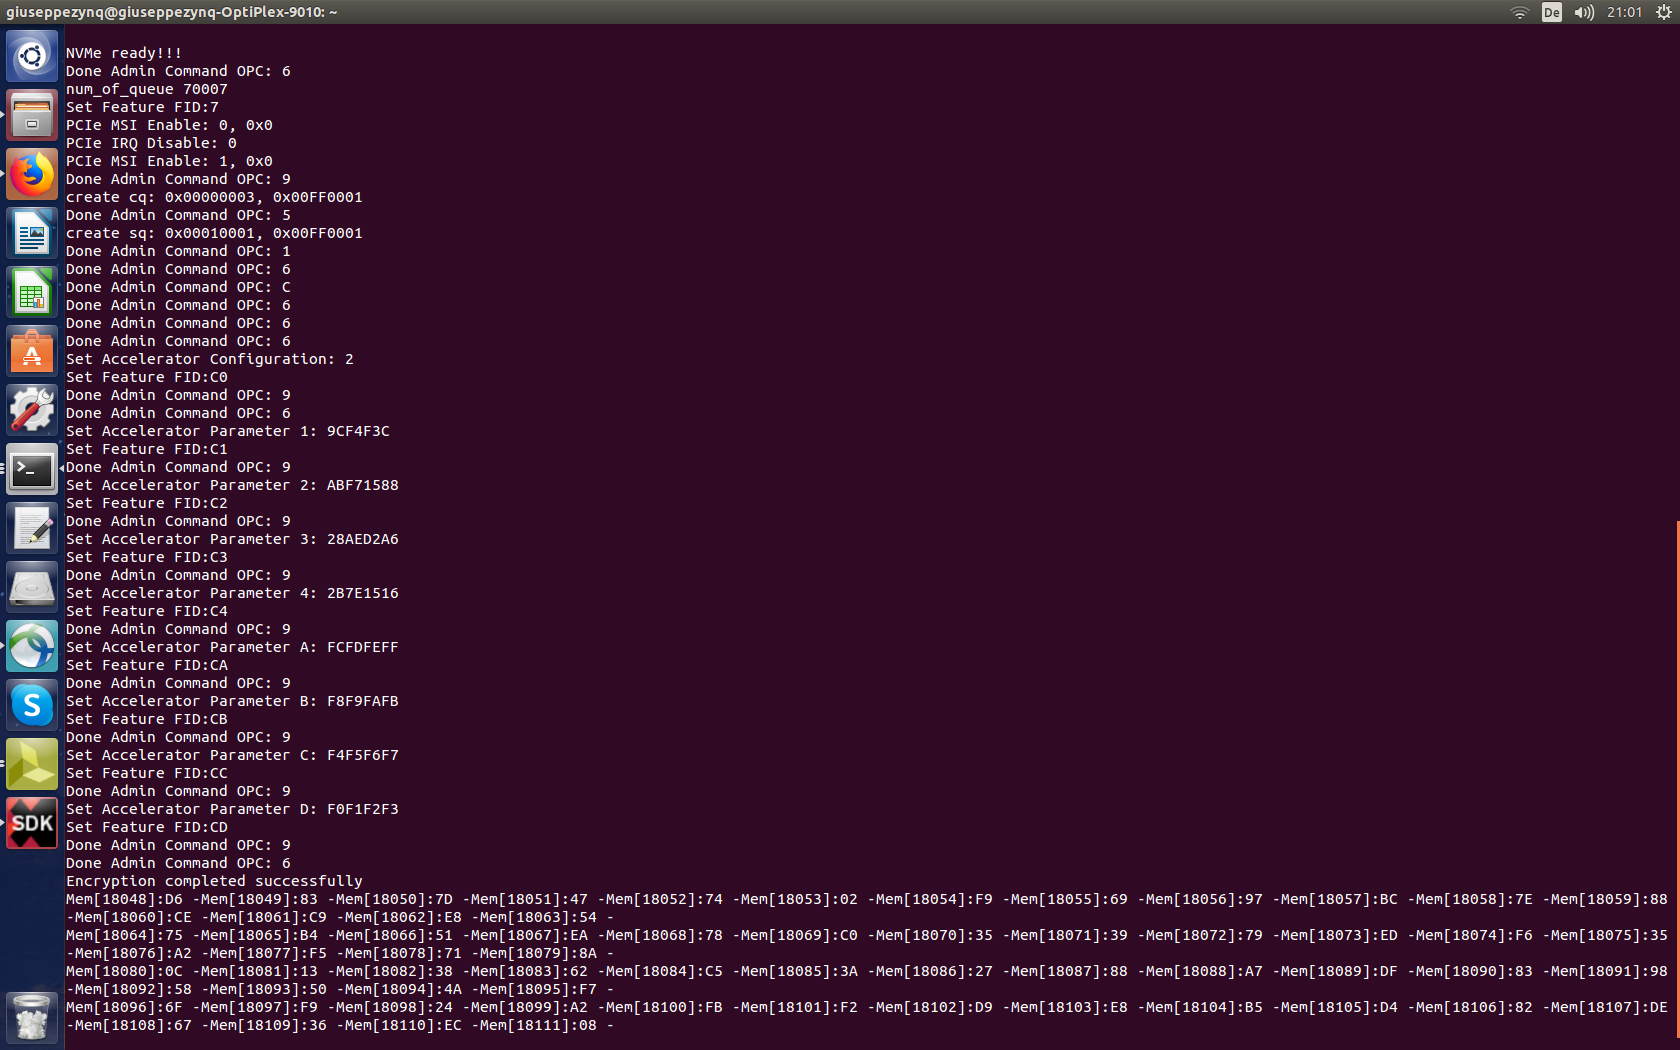 giuseppezynq@giuseppezynq-OptiPlex-9010: ~
De
21:01
NVMe ready!!!
Done Admin Command OPC: 6
num_of_queue 70007
Set Feature FID:7
PCIe MSI Enable: 0, 0x0
PCIe IRQ Disable: 0
PCIe MSI Enable: 1, 0x0
Done Admin Command OPC: 9
create cq: 0x00000003, 0x00FF0001
Done Admin Command OPC: 5
create sq: 0x00010001, 0x00FF0001
Done Admin Command OPC: 1
Done Admin Command OPC: 6
Done Admin Command OPC: C
Done Admin Command OPC: 6
Done Admin Command OPC: 6
Done Admin Command OPC: 6
Set Accelerator Configuration: 2
Set Feature FID:C0
Done Admin Command OPC: 9
Done Admin Command OPC: 6
Set Accelerator Parameter 1: 9CF4F3C
Set Feature FID:C1
Done Admin Command OPC: 9
Set Accelerator Parameter 2: ABF71588
Set Feature FID:C2
Done Admin Command OPC: 9
Set Accelerator Parameter 3: 28AED2A6
Set Feature FID:C3
Done Admin Command OPC: 9
Set Accelerator Parameter 4: 2B7E1516
Set Feature FID:C4
Done Admin Command OPC: 9
Set Accelerator Parameter A: FCFDFEFF
Set Feature FID:CA
Done Admin Command OPC: 9
Set Accelerator Parameter B: F8F9FAFB
Set Feature FID:CB
Done Admin Command OPC: 9
Set Accelerator Parameter C: F4F5F6F7
Set Feature FID:CC
Done Admin Command OPC: 9
Set Accelerator Parameter D: F0F1F2F3
Set Feature FID:CD
Done Admin Command OPC: 9
Done Admin Command OPC: 6
Encryption completed successfully
Mem[18048]:D6 -Mem[18049]:83 -Mem[18050]:7D -Mem[18051]:47 -Mem[18052]:74 -Mem[18053]:02 -Mem[18054]:F9 -Mem[18055]:69 -Mem[18056]:97 -Mem[18057]:BC -Mem[18058]:7E -Mem[18059]:88
-Mem[18060]:CE -Mem[18061]:C9 -Mem[18062]:E8 -Mem[18063]:54 -
Mem[18064]:75 -Mem[18065]:B4 -Mem[18066]:51 -Mem[18067]:EA -Mem[18068]:78 -Mem[18069]:C0 -Mem[18070]:35 -Mem[18071]:39 -Mem[18072]:79 -Mem[18073]:ED -Mem[18074]:F6 -Mem[18075]:35
-Mem[18076]:A2 -Mem[18077]:F5 -Mem[18078]:71 -Mem[18079]:8A -
Mem[18080]:0C -Mem[18081]:13 -Mem[18082]:38 -Mem[18083]:62 -Mem[18084]:C5 -Mem[18085]:3A -Mem[18086]:27 -Mem[18087]:88 -Mem[18088]:A7 -Mem[18089]:DF -Mem[18090]:83 -Mem[18091]:98
-Mem[18092]:58 -Mem[18093]:50 -Mem[18094]:4A -Mem[18095]:F7 -
Mem[18096]:6F -Mem[18097]:F9 -Mem[18098]:24 -Mem[18099]:A2 -Mem[18100]:FB -Mem[18101]:F2 -Mem[18102]:D9 -Mem[18103]:E8 -Mem[18104]:B5 -Mem[18105]:D4 -Mem[18106]:82 -Mem[18107]:DE
-Mem[18108]:67 -Mem[18109]:36 -Mem[18110]:EC -Mem[18111]:08 -
A
>_
S
SDK